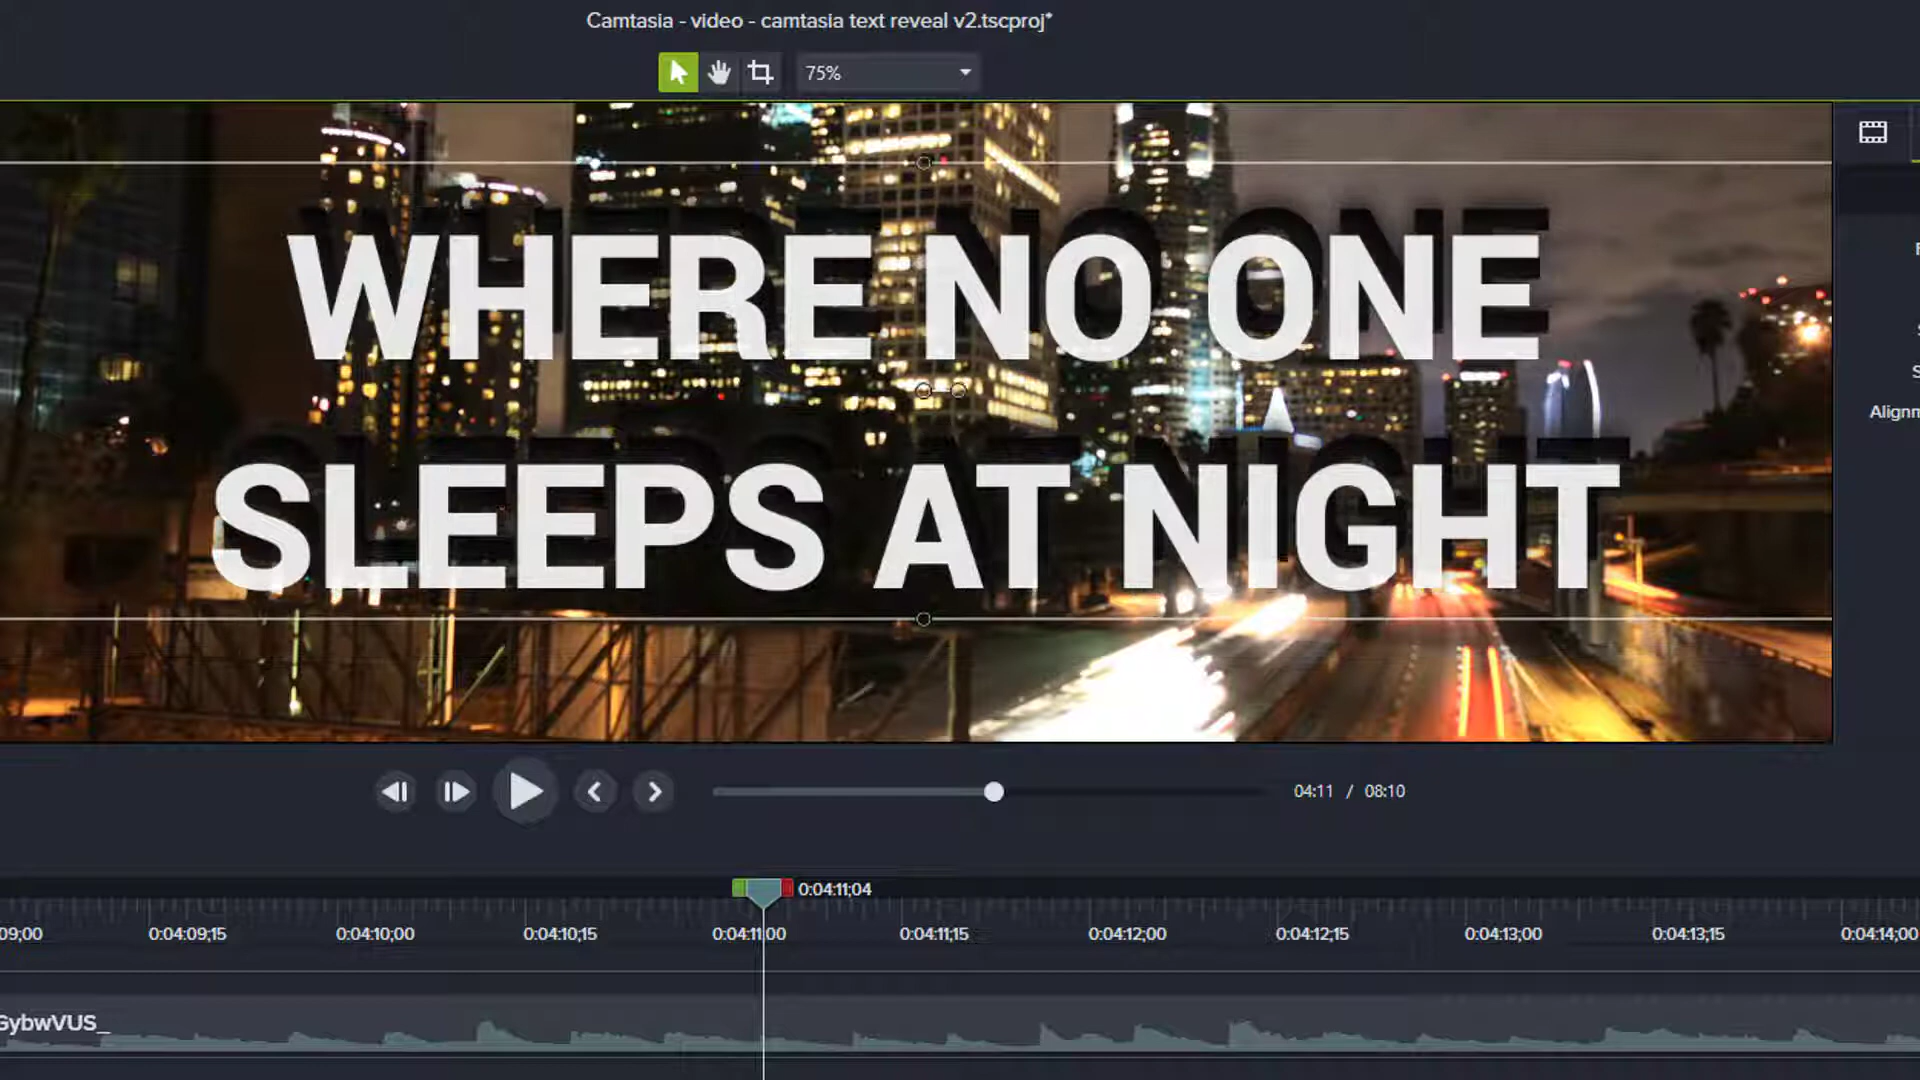 Camtasia - video - camtasia text reveal v2.tscproj*
75%
WHERE NO ONE
SLEEPS AT NIGHT
Alignm
04:11 / 08:10
0:04:11;04
09;00 0:04:09;15 0:04:10;00 0:04:10;15 0:04:11;00 0:04:11;15 0:04:12;00 0:04:12;15 0:04:13;00 0:04:13;15 0:04:14;00
GybwVUS_